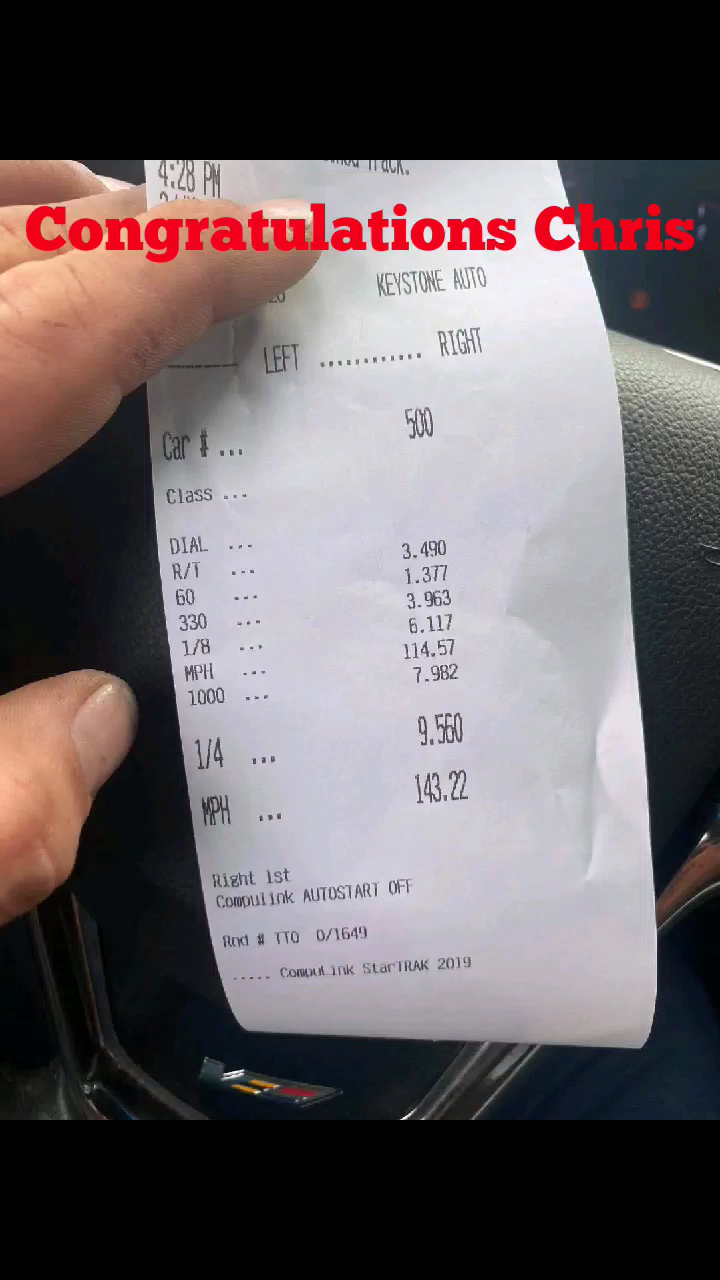 4:28 PM
Track.
Congratulations Chris
KEYSTONE AUTO
-------- LEFT ............ RIGHT
Car # ... 500
Class ...
DIAL ...
R/T ... 3.490
60 ... 1.377
330 ... 3.963
1/8 ... 6.117
MPH ... 114.57
1000 ... 7.982
1/4 ... 9.560
MPH ... 143.22
Right 1st
Compulink AUTOSTART OFF
Rnd # TTO 0/1649
..... CompuLink StarTRAK 2019